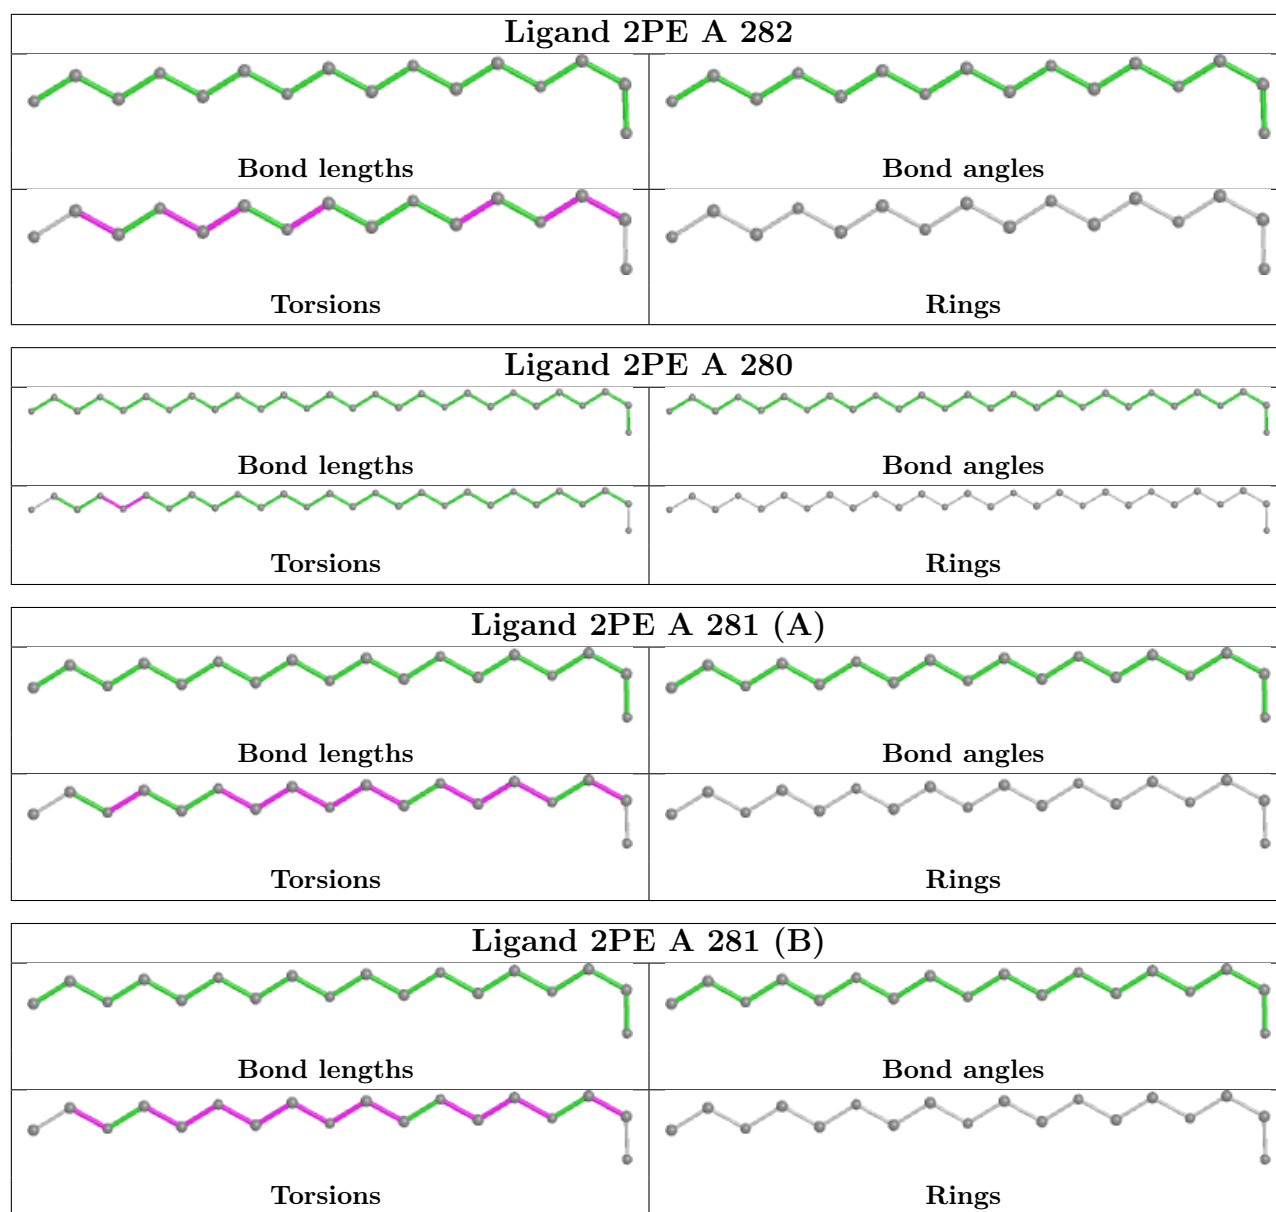 Ligand 2PE A 282
Bond lengths
Bond angles
Torsions
Rings
Ligand 2PE A 280
Bond lengths
Bond angles
Torsions
Rings
Ligand 2PE A 281 (A)
Bond lengths
Bond angles
Torsions
Rings
Ligand 2PE A 281 (B)
Bond lengths
Bond angles
Torsions
Rings